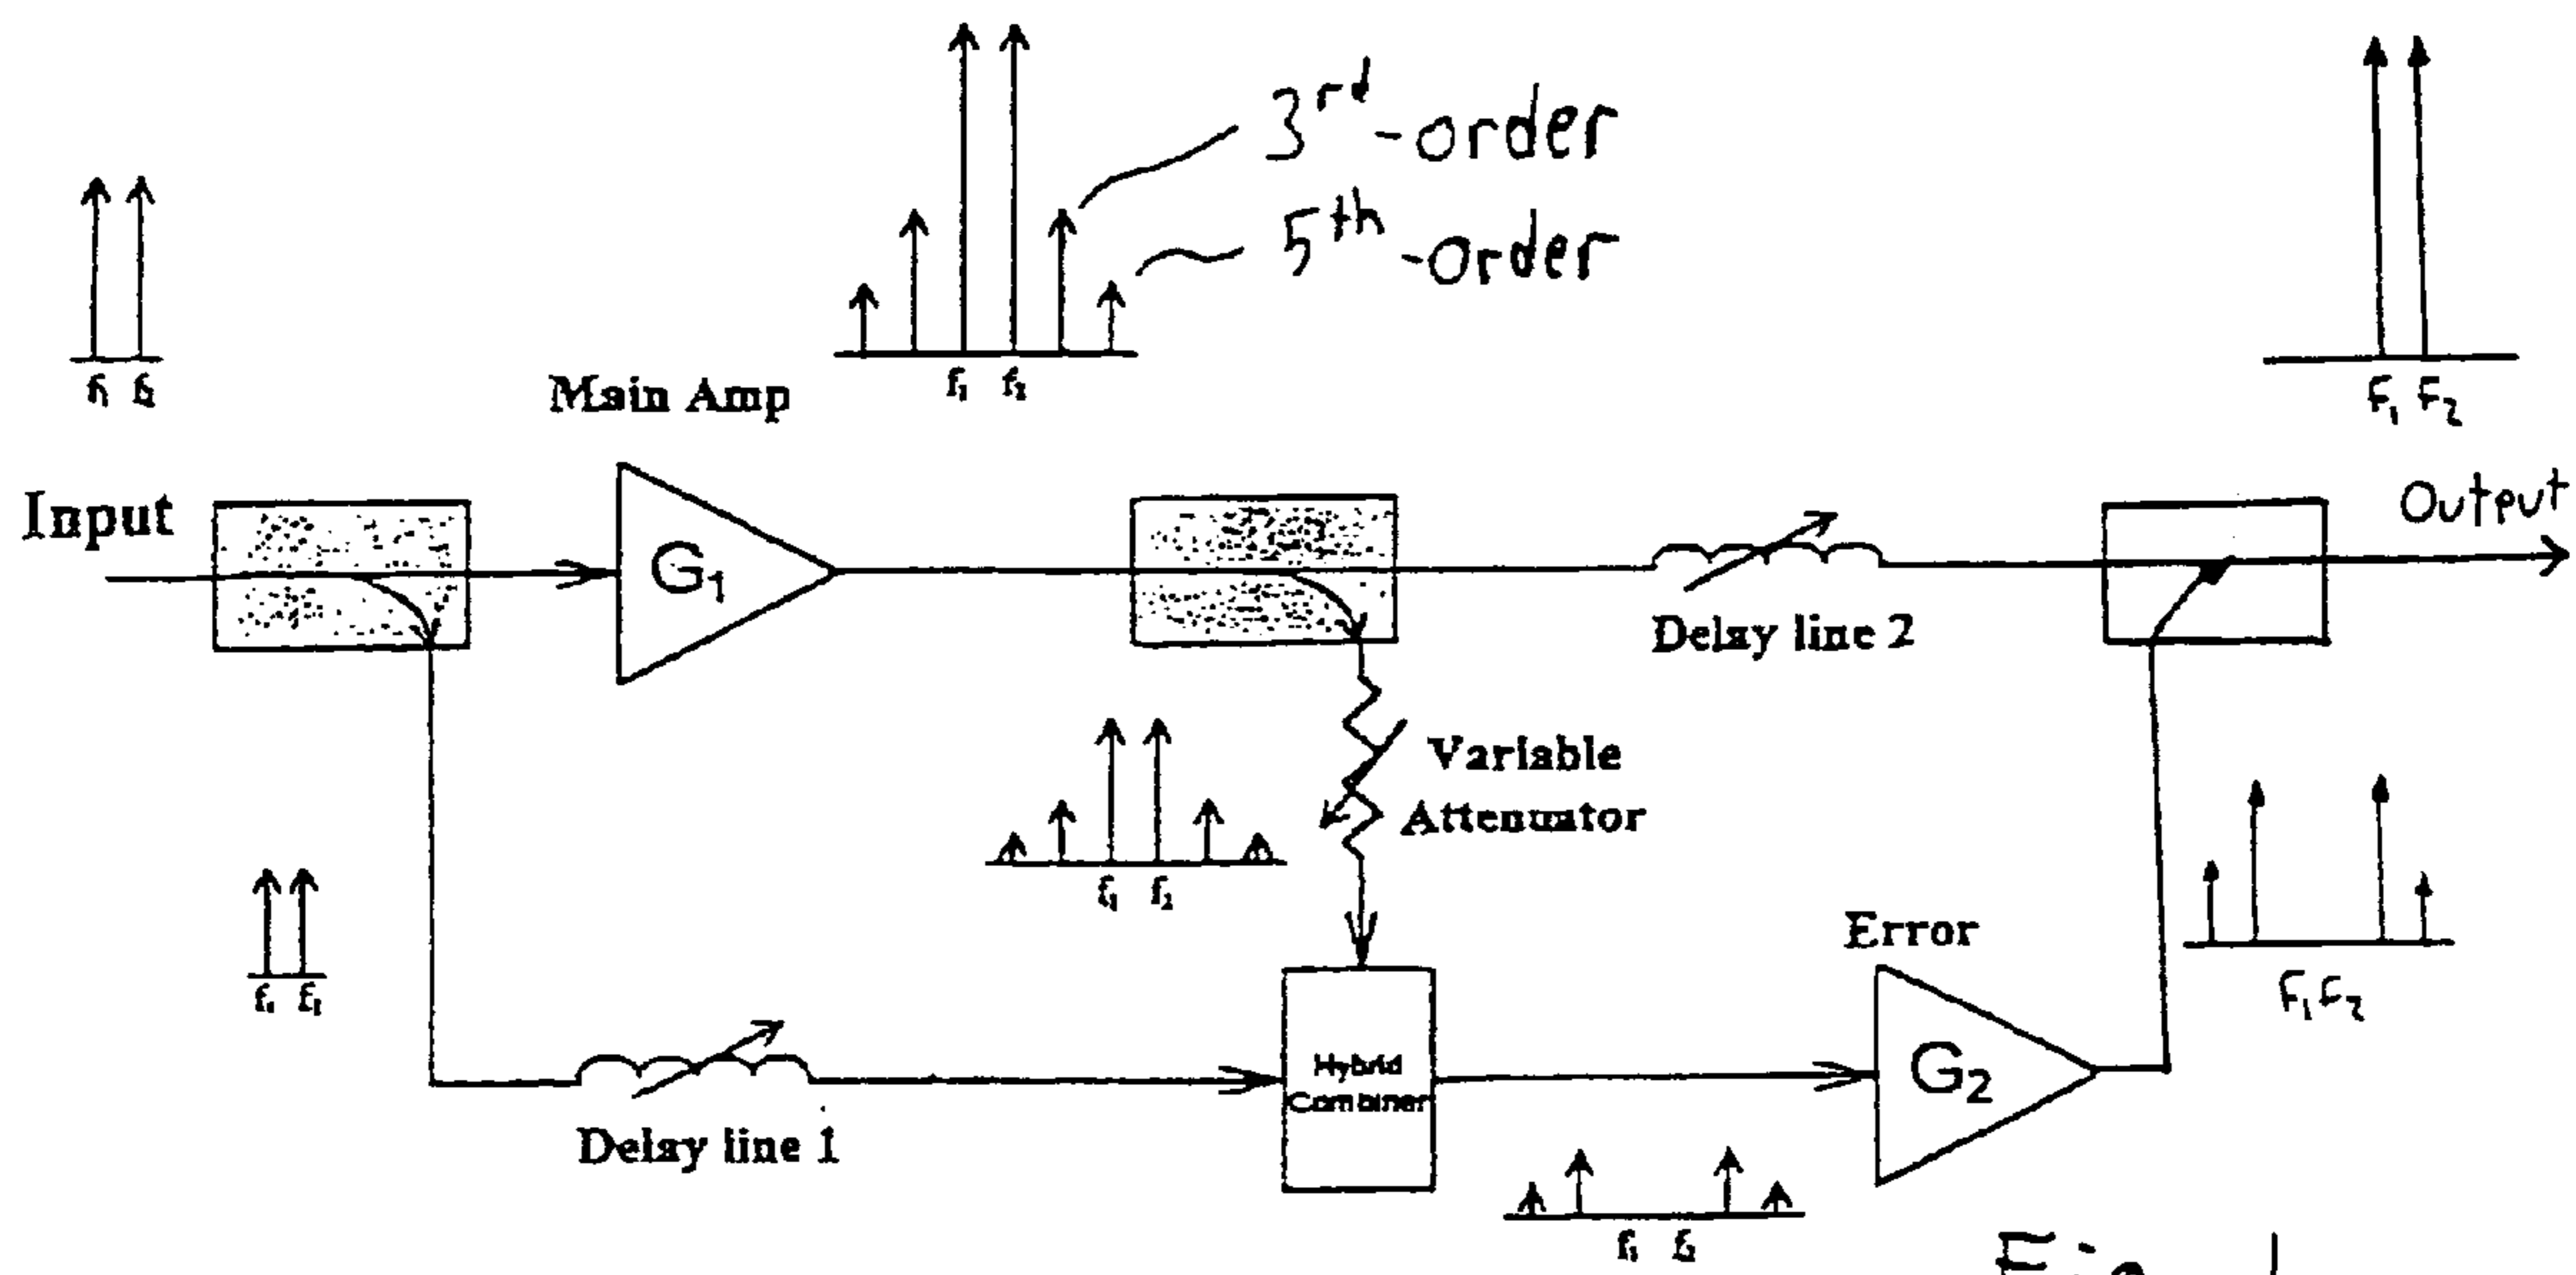 3rd-order
5th-order
f₁ f₂
f₁ f₂
F₁ F₂
Main Amp
Input
G₁
Output
Delay line 2
Variable
Attenuator
f₁ f₂
f₁ f₁
Error
F₁ F₂
Hybrid
Combiner
G₂
Delay line 1
f₁ f₂